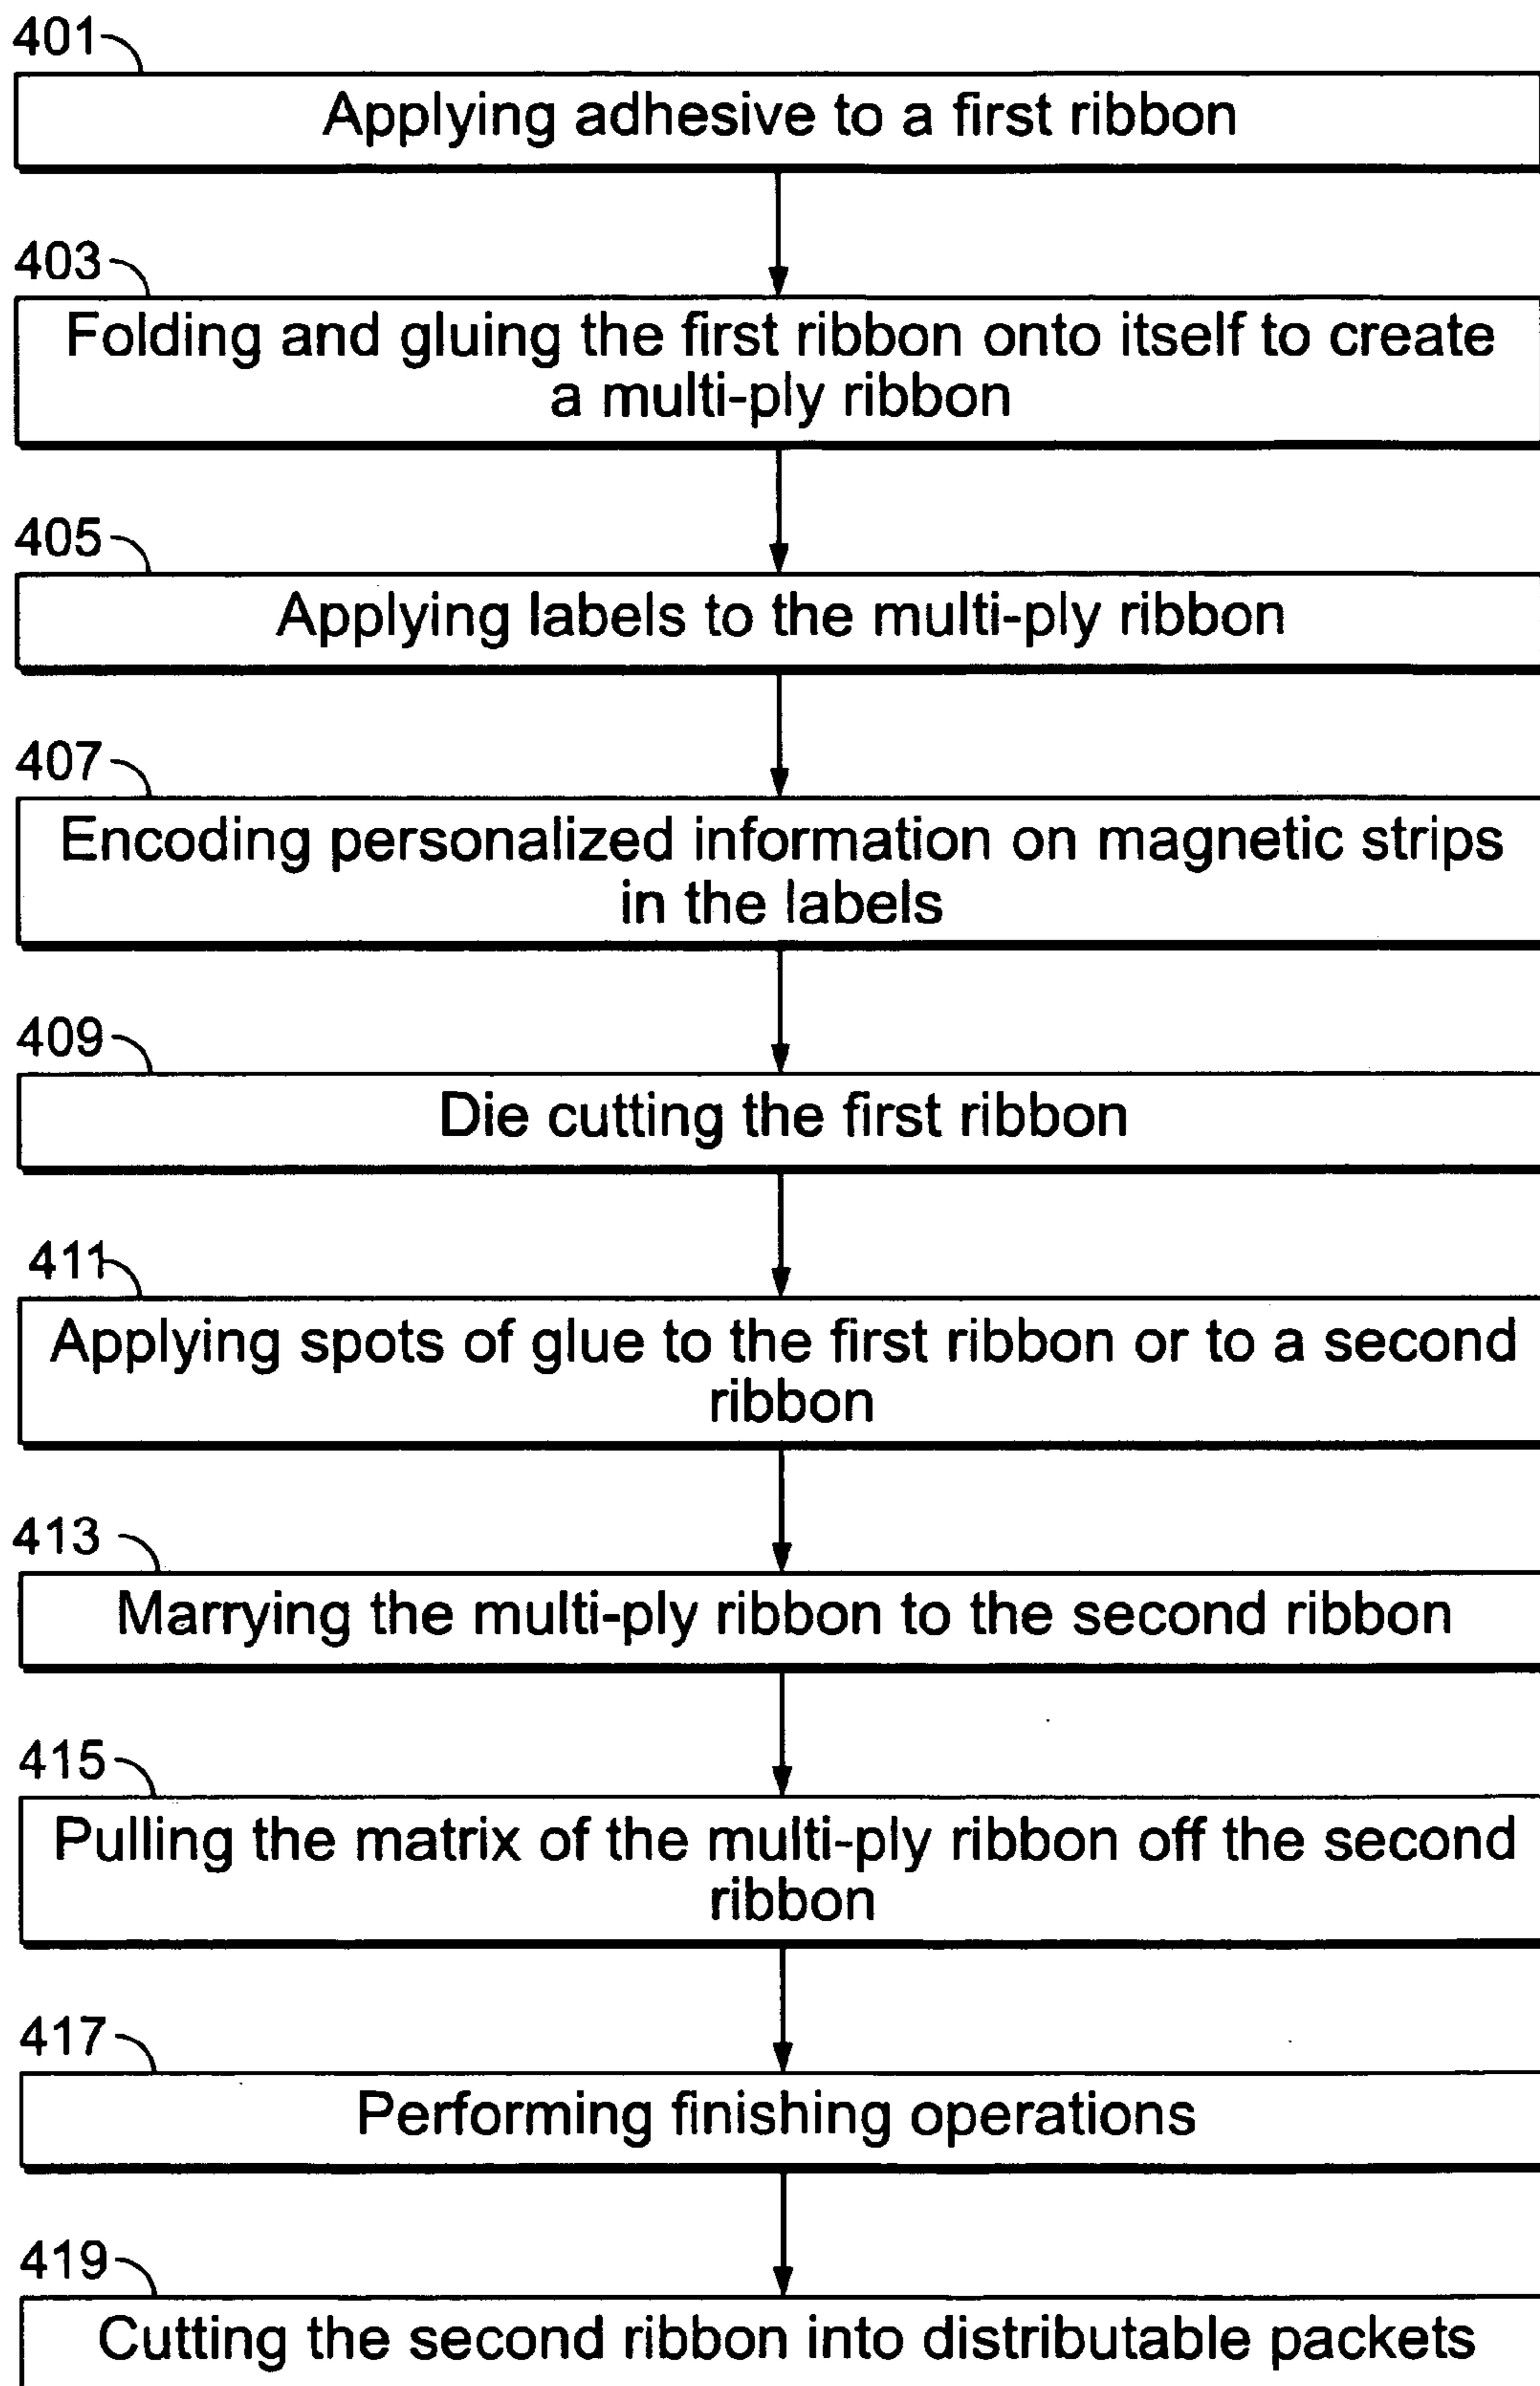 401
Applying adhesive to a first ribbon
403
Folding and gluing the first ribbon onto itself to create
a multi-ply ribbon
405
Applying labels to the multi-ply ribbon
407
Encoding personalized information on magnetic strips
in the labels
409
Die cutting the first ribbon
411
Applying spots of glue to the first ribbon or to a second
ribbon
413
Marrying the multi-ply ribbon to the second ribbon
415
Pulling the matrix of the multi-ply ribbon off the second
ribbon
417
Performing finishing operations
419
Cutting the second ribbon into distributable packets